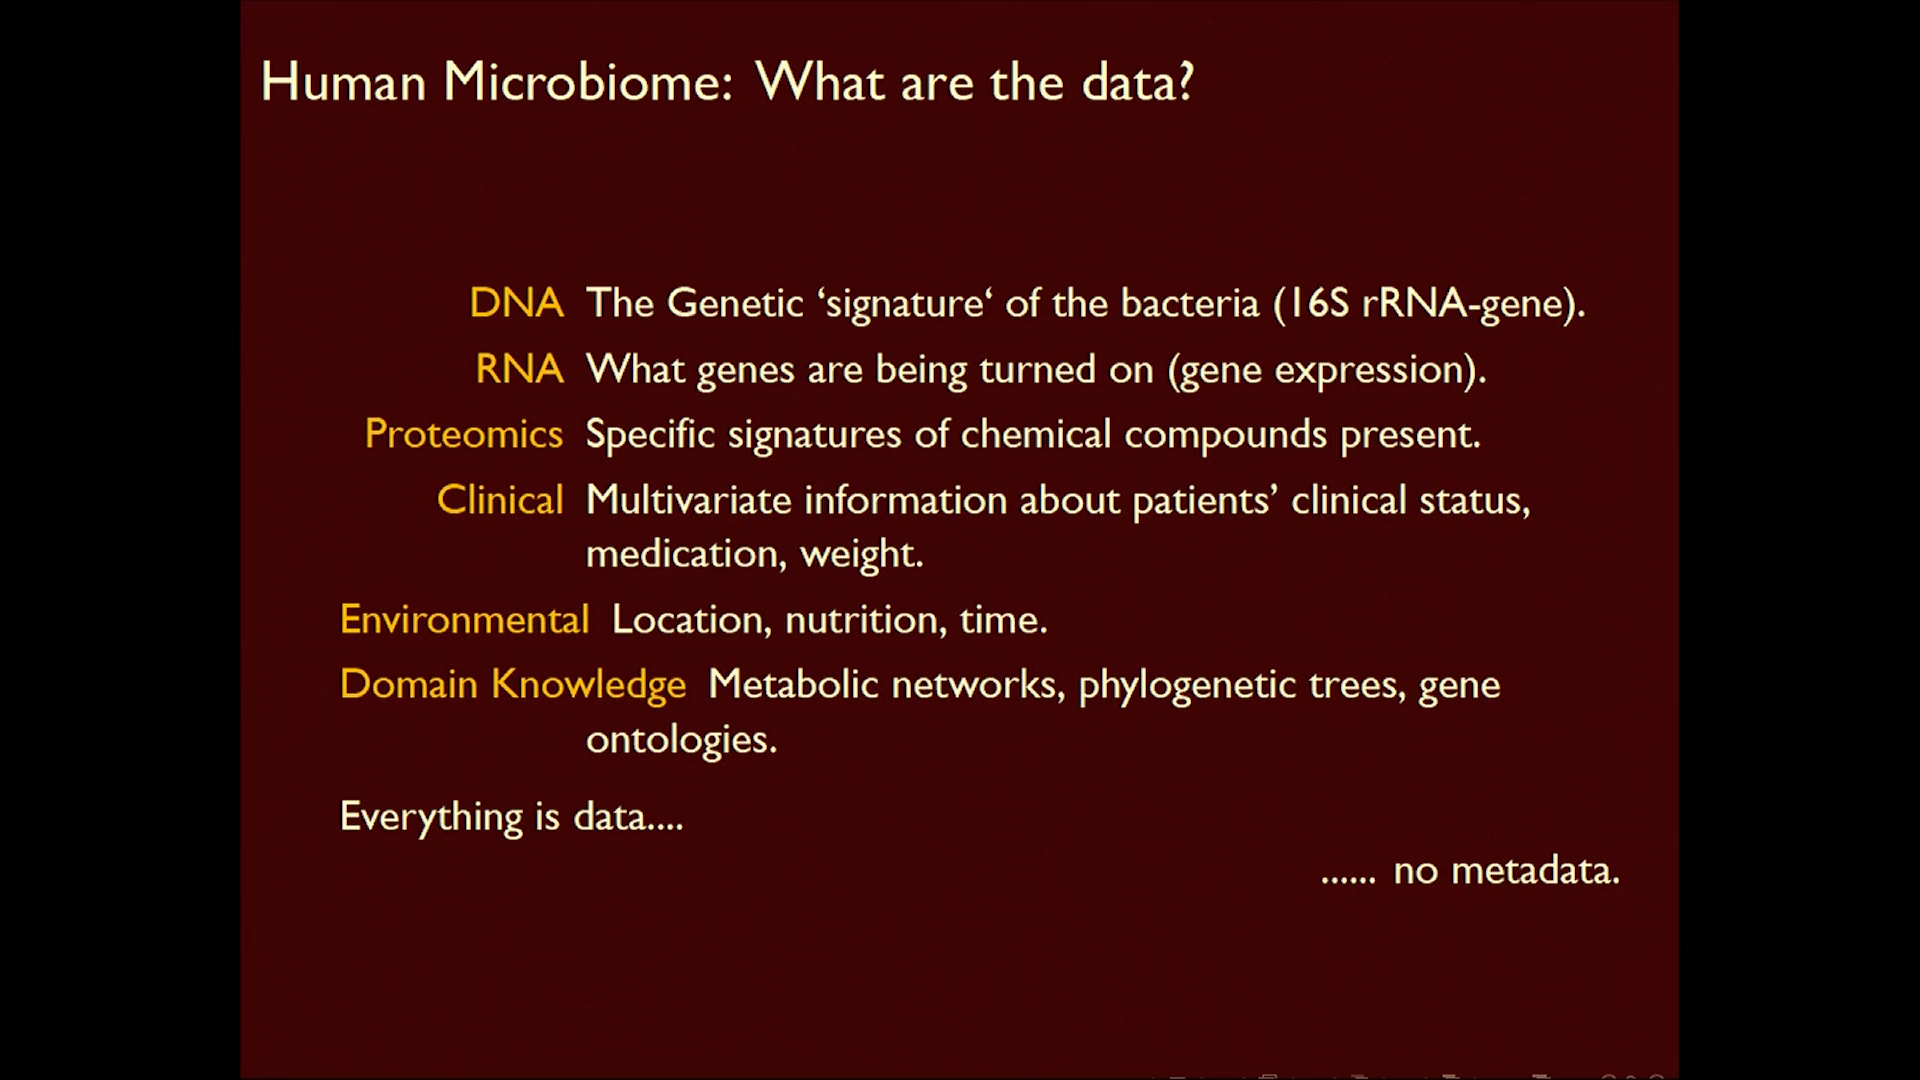 Human Microbiome: What are the data?
DNA The Genetic ‘signature‘ of the bacteria (16S rRNA-gene).
RNA What genes are being turned on (gene expression).
Proteomics Specific signatures of chemical compounds present.
Clinical Multivariate information about patients’ clinical status,
medication, weight.
Environmental Location, nutrition, time.
Domain Knowledge Metabolic networks, phylogenetic trees, gene
ontologies.
Everything is data....
...... no metadata.